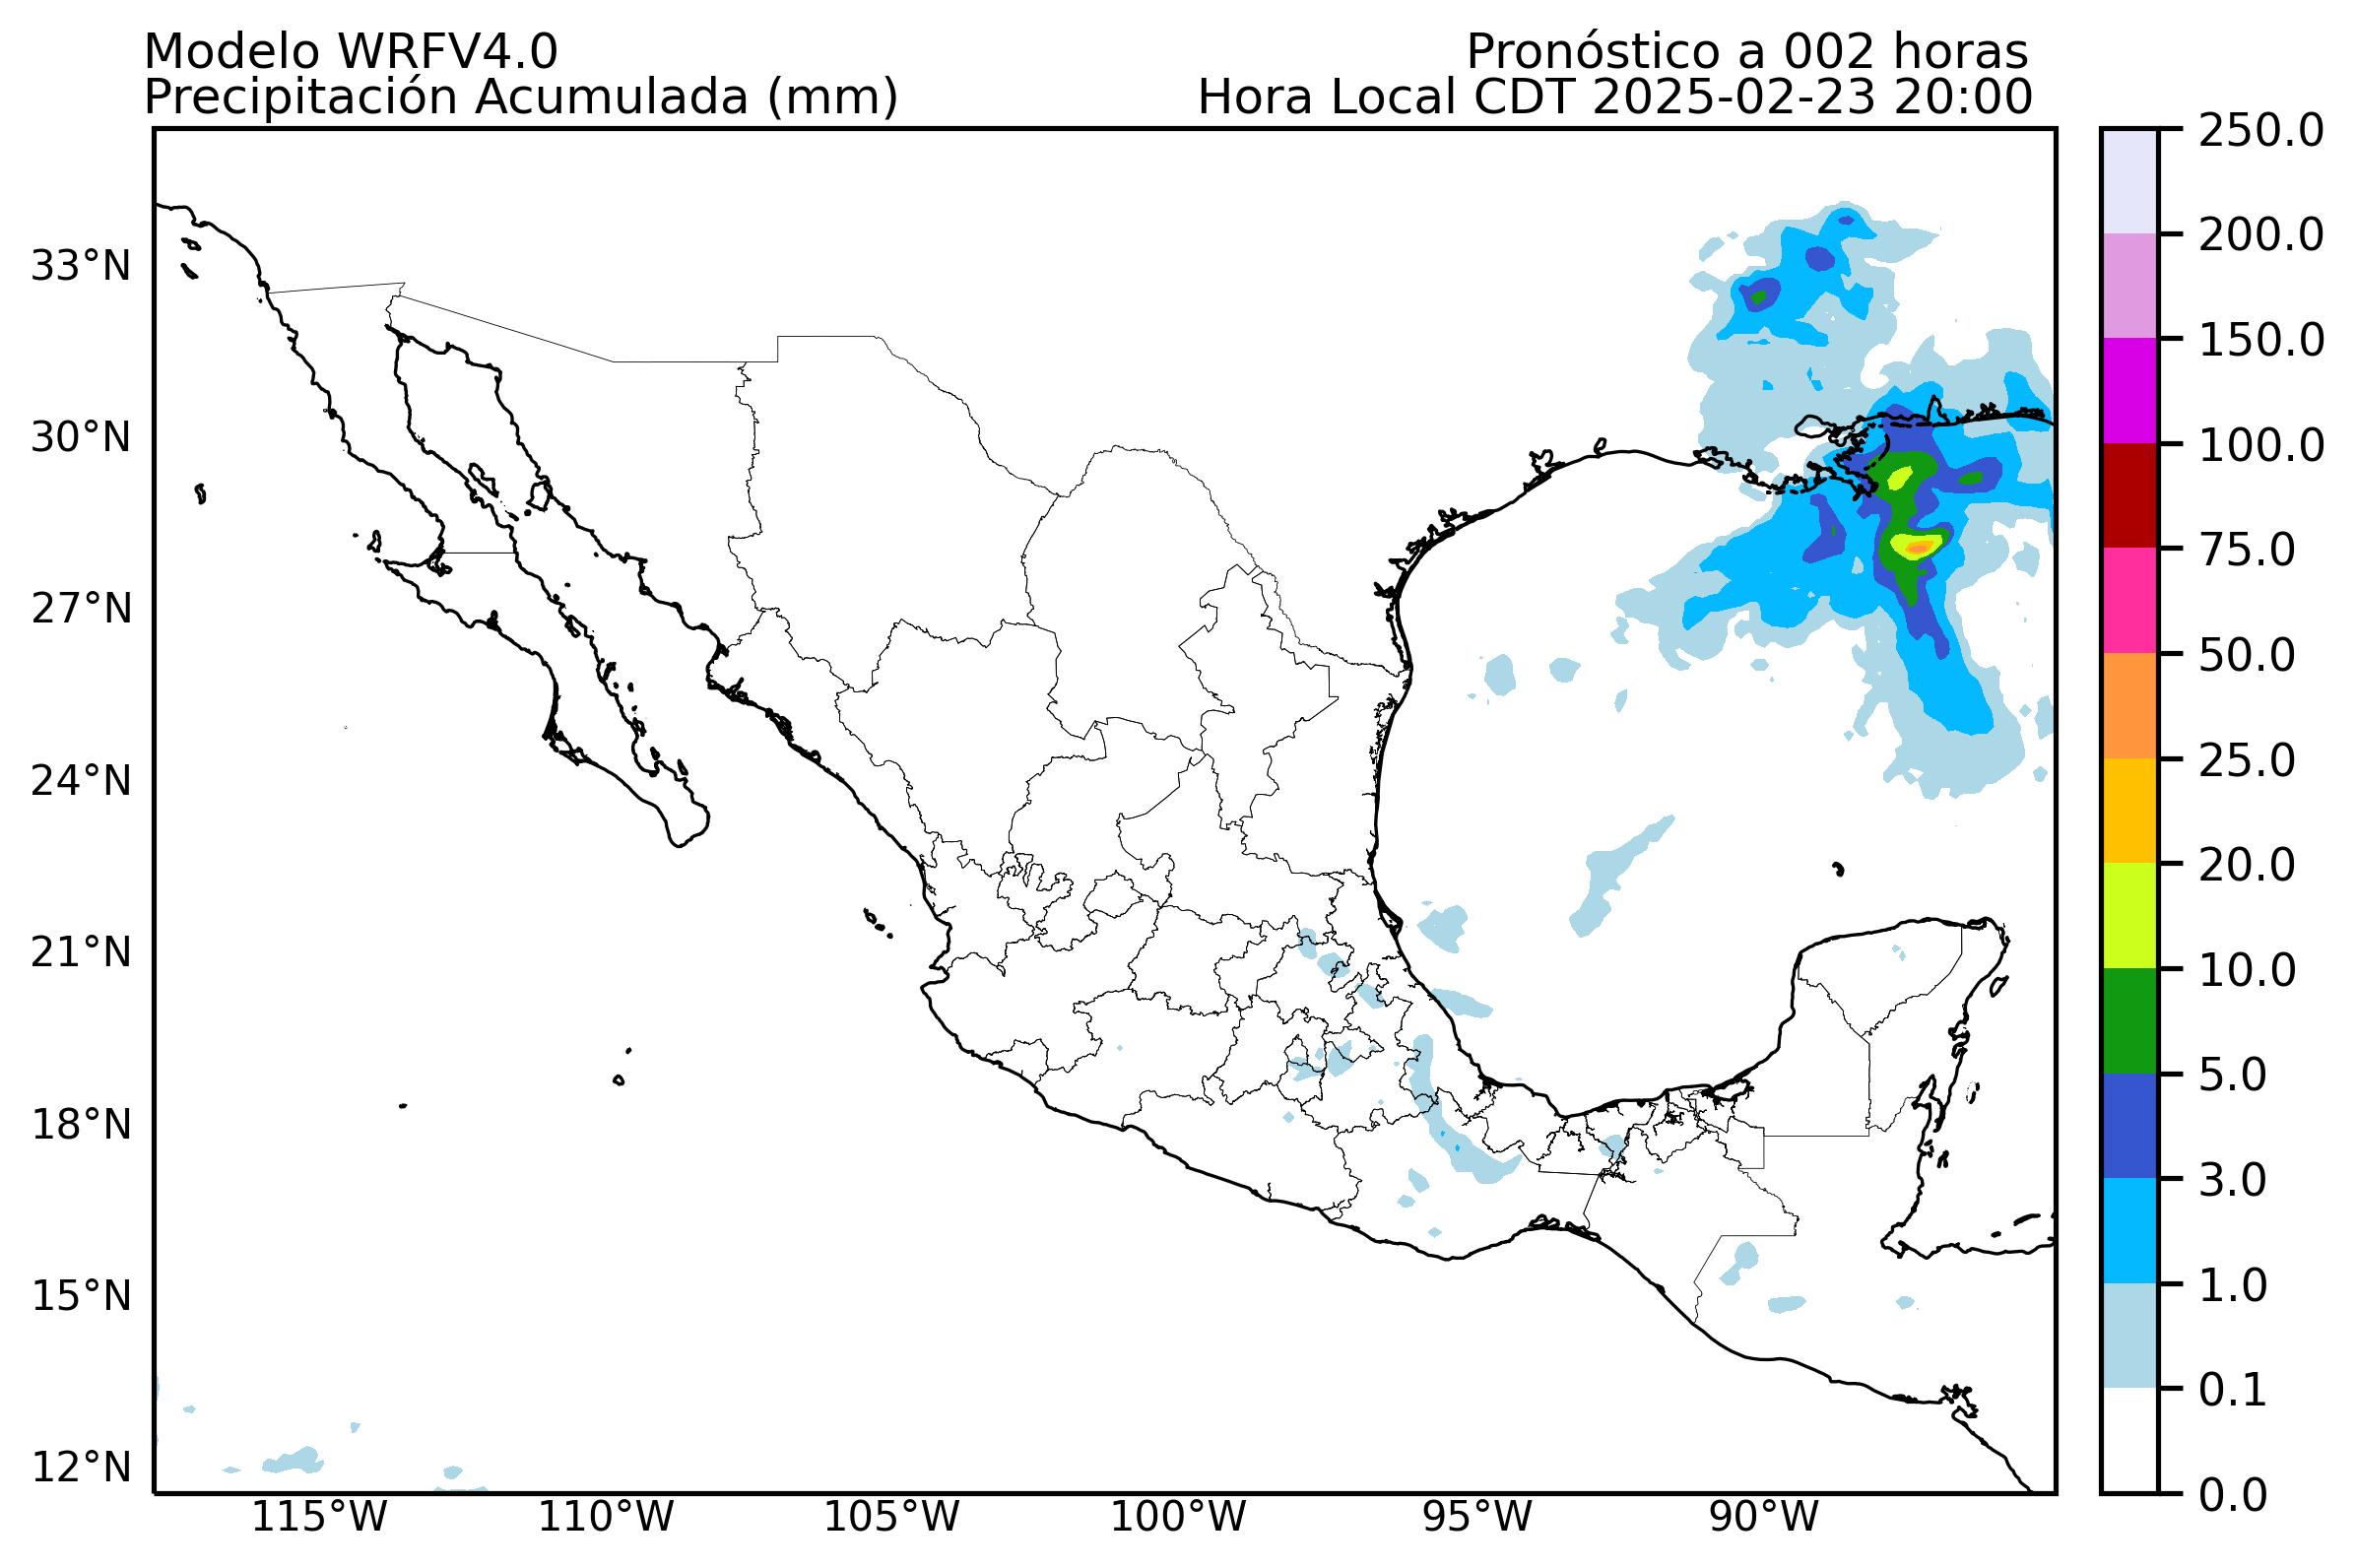 Modelo WRFV4.0
Pronóstico a 002 horas
Precipitación Acumulada (mm)
Hora Local CDT 2025-02-23 20:00
33°N
30°N
27°N
24°N
21°N
18°N
15°N
12°N
115°W
110°W
105°W
100°W
95°W
90°W
250.0
200.0
150.0
100.0
75.0
50.0
25.0
20.0
10.0
5.0
3.0
1.0
0.1
0.0